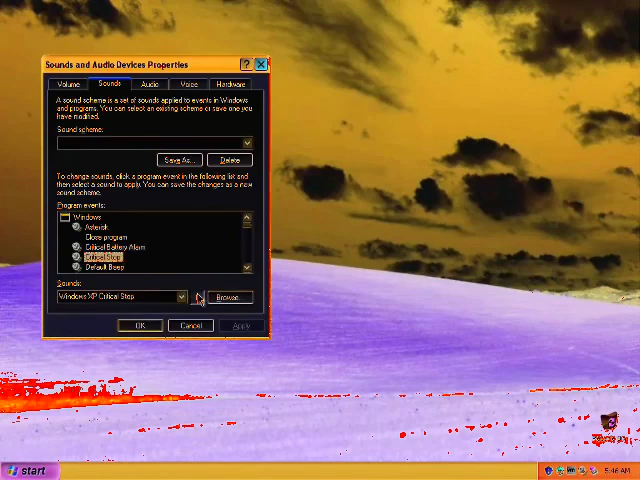 Sounds and Audio Devices Properties
Volume Sounds Audio Voice Hardware
A sound scheme is a set of sounds applied to events in Windows
and programs. You can select an existing scheme or save one you
have modified.
Sound scheme:
Save As... Delete
To change sounds, click a program event in the following list and
then select a sound to apply. You can save the changes as a new
sound scheme.
Program events:
Windows
Asterisk
Close program
Critical Battery Alarm
Critical Stop
Default Beep
Sounds:
Windows XP Critical Stop
Browse...
OK Cancel Apply
start
5:46 AM